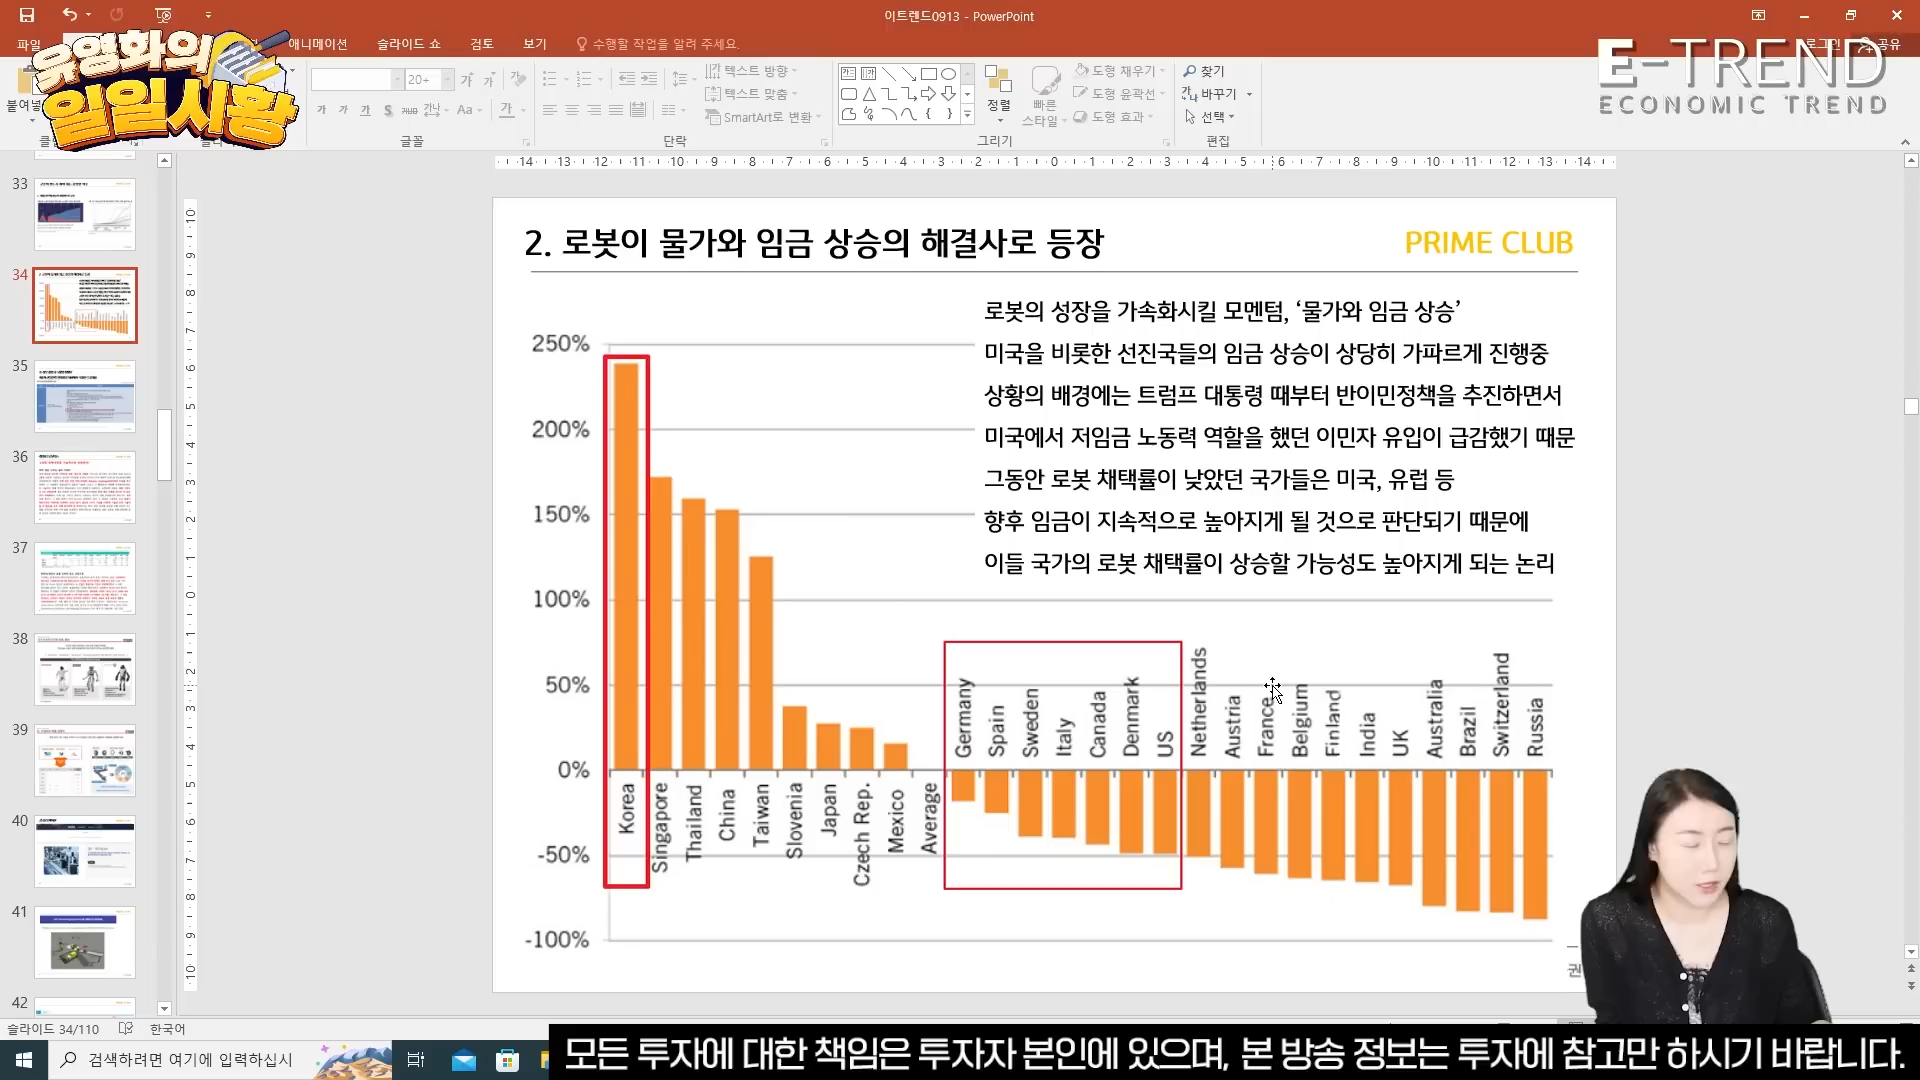 이트렌드0913 - PowerPoint
파일
애니메이션
슬라이드 쇼
검토
보기
수행할 작업을 알려 주세요.
로그인
공유
유영화의
일일시황
E-TREND
ECONOMIC TREND
20+
텍스트 방향
텍스트 맞춤
SmartArt로 변환
정렬
빠른
스타일
도형 채우기
도형 윤곽선
도형 효과
찾기
바꾸기
선택
글꼴
단락
그리기
편집
33
34
35
36
37
38
39
40
41
42
2. 로봇이 물가와 임금 상승의 해결사로 등장
PRIME CLUB
로봇의 성장을 가속화시킬 모멘텀, ‘물가와 임금 상승’
미국을 비롯한 선진국들의 임금 상승이 상당히 가파르게 진행중
상황의 배경에는 트럼프 대통령 때부터 반이민정책을 추진하면서
미국에서 저임금 노동력 역할을 했던 이민자 유입이 급감했기 때문
그동안 로봇 채택률이 낮았던 국가들은 미국, 유럽 등
향후 임금이 지속적으로 높아지게 될 것으로 판단되기 때문에
이들 국가의 로봇 채택률이 상승할 가능성도 높아지게 되는 논리
250%
200%
150%
100%
50%
0%
-50%
-100%
Korea
Singapore
Thailand
China
Taiwan
Slovenia
Japan
Czech Rep.
Mexico
Average
Germany
Spain
Sweden
Italy
Canada
Denmark
US
Netherlands
Austria
France
Belgium
Finland
India
UK
Australia
Brazil
Switzerland
Russia
슬라이드 34/110
한국어
검색하려면 여기에 입력하십시
모든 투자에 대한 책임은 투자자 본인에 있으며, 본 방송 정보는 투자에 참고만 하시기 바랍니다.